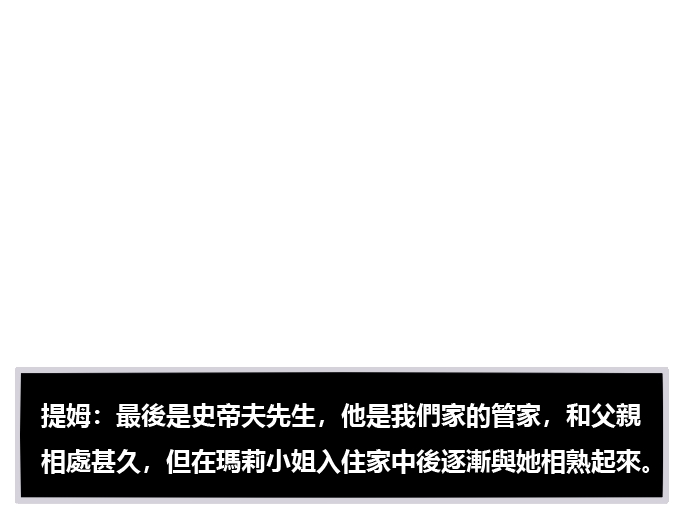 提姆：最後是史帝夫先生，他是我們家的管家，和父親
相處甚久，但在瑪莉小姐入住家中後逐漸與她相熟起來。